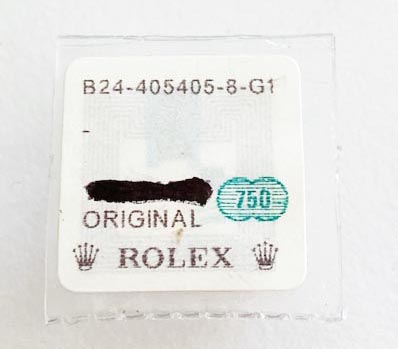 B24-405405-8-G1
-
750
ORIGINAL
ROLEX